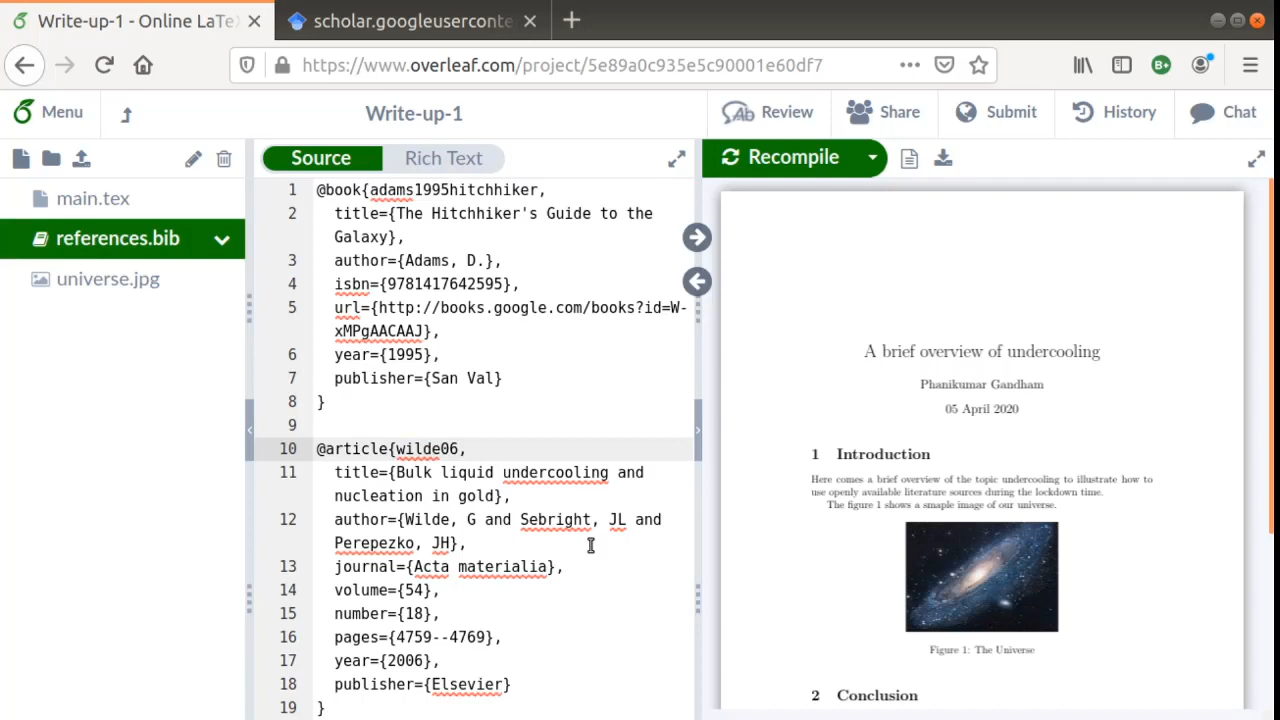 Write-up-1 - Online LaTeX
scholar.googleuserconte
https://www.overleaf.com/project/5e89a0c935e5c90001e60df7
B+
Menu
Write-up-1
Ab
Review
Share
Submit
History
Chat
Source
Rich Text
Recompile
main.tex
references.bib
universe.jpg
1 @book{adams1995hitchhiker,
2 title={The Hitchhiker's Guide to the
Galaxy},
3 author={Adams, D.},
4 isbn={9781417642595},
5 url={http://books.google.com/books?id=W-
xMPgAACAAJ},
6 year={1995},
7 publisher={San Val}
8 }
9
10 @article{wilde06,
11 title={Bulk liquid undercooling and
nucleation in gold},
12 author={Wilde, G and Sebright, JL and
Perepezko, JH},
13 journal={Acta materialia},
14 volume={54},
15 number={18},
16 pages={4759--4769},
17 year={2006},
18 publisher={Elsevier}
19 }
A brief overview of undercooling
Phanikumar Gandham
05 April 2020
1 Introduction
Here comes a brief overview of the topic undercooling to illustrate how to
use openly available literature sources during the lockdown time.
The figure 1 shows a smaple image of our universe.
Figure 1: The Universe
2 Conclusion